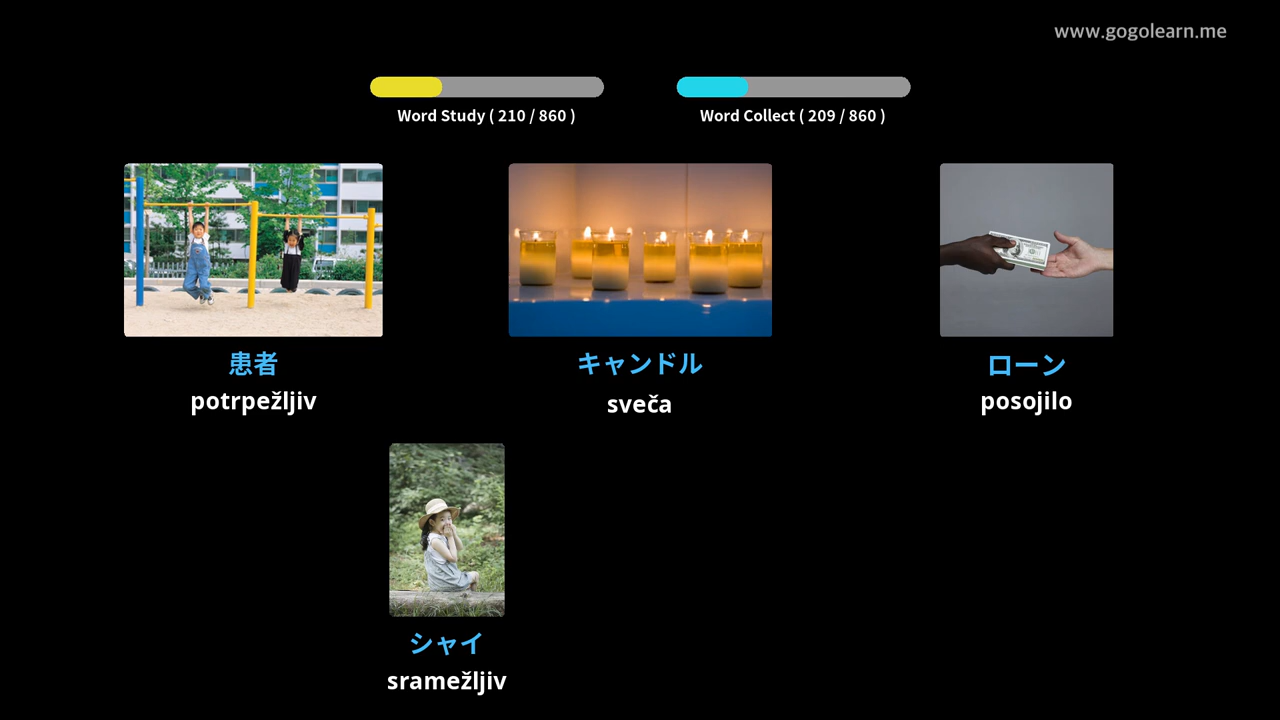 www.gogolearn.me
Word Study ( 210 / 860 )
Word Collect ( 209 / 860 )
患者
potrpežljiv
キャンドル
sveča
ローン
posojilo
シャイ
sramežljiv